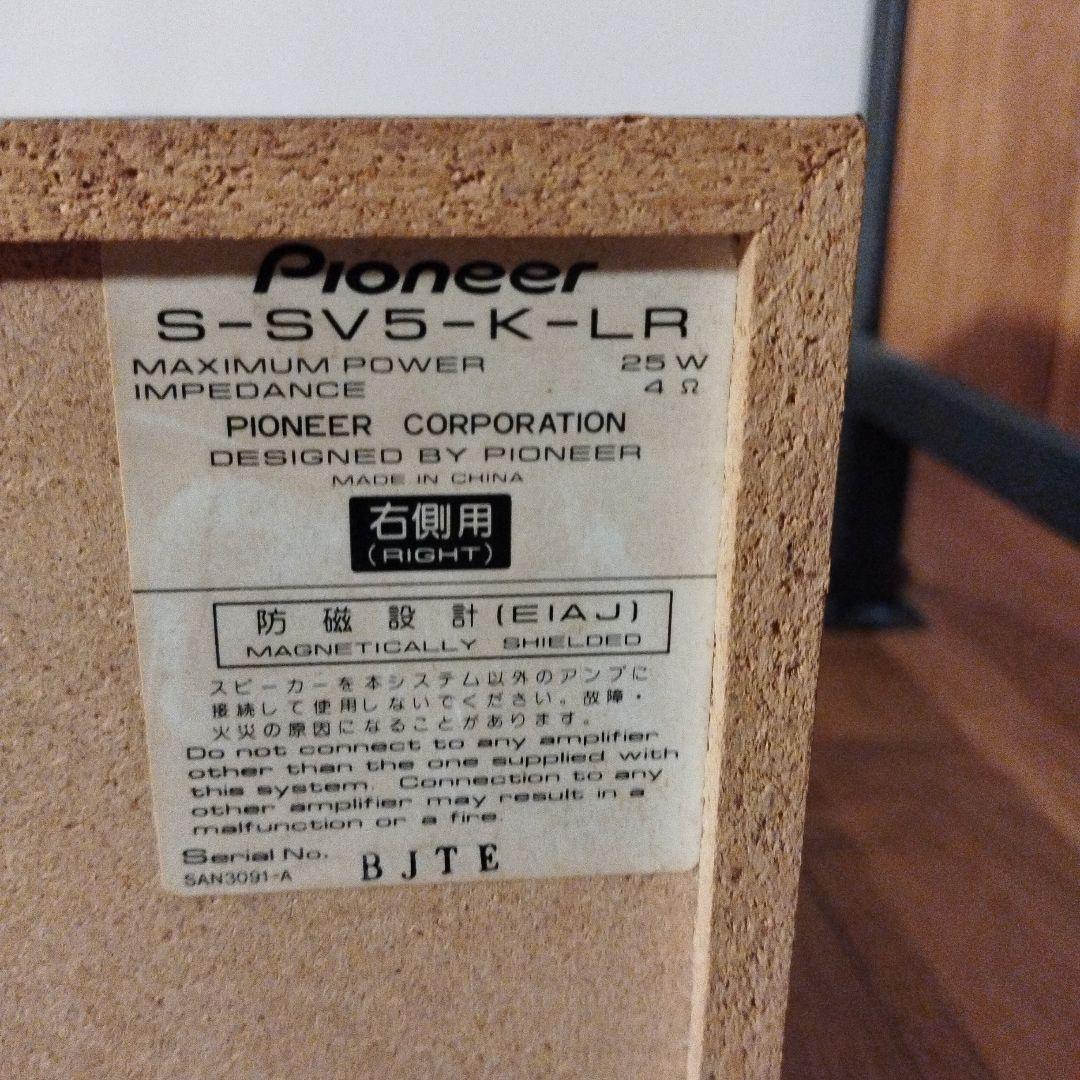 Pioneer
S-SV5-K-LR
MAXIMUM POWER 25 W
IMPEDANCE 4 Ω
PIONEER CORPORATION
DESIGNED BY PIONEER
MADE IN CHINA
右側用
(RIGHT)
防磁設計(EIAJ)
MAGNETICALLY SHIELDED
スピーカーを本システム以外のアンプに
接続して使用しないでください。故障・
火災の原因になることがあります。
Do not connect to any amplifier
other than the one supplied with
this system. Connection to any
other amplifier may result in a
malfunction or a fire.
Serial No. BJTE
SAN3091-A